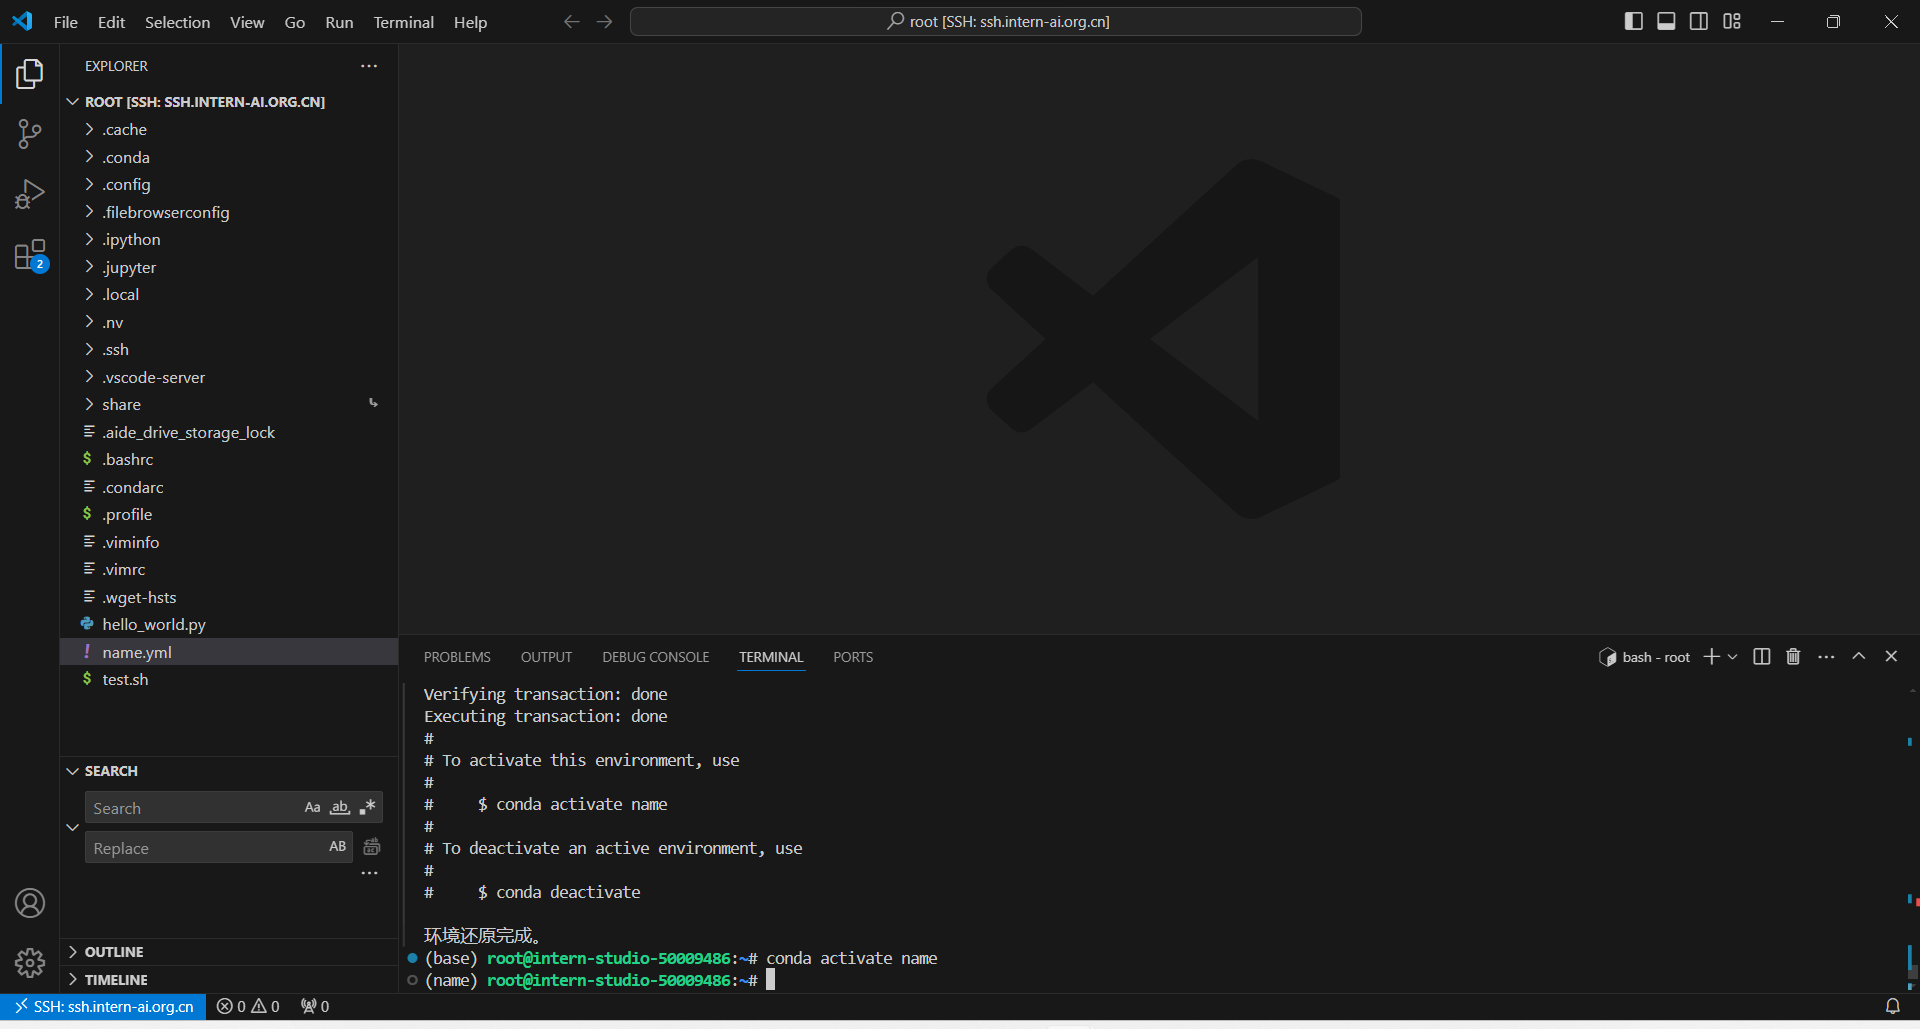 File Edit Selection View Go Run Terminal Help
root [SSH: ssh.intern-ai.org.cn]
EXPLORER
ROOT [SSH: SSH.INTERN-AI.ORG.CN]
.cache
.conda
.config
.filebrowserconfig
.ipython
.jupyter
.local
.nv
.ssh
.vscode-server
share
.aide_drive_storage_lock
$ .bashrc
.condarc
$ .profile
.viminfo
.vimrc
.wget-hsts
hello_world.py
! name.yml
$ test.sh
2
SEARCH
Search Aa ab .*
Replace AB
OUTLINE
TIMELINE
PROBLEMS OUTPUT DEBUG CONSOLE TERMINAL PORTS
bash - root
Verifying transaction: done
Executing transaction: done
#
# To activate this environment, use
#
#     $ conda activate name
#
# To deactivate an active environment, use
#
#     $ conda deactivate
环境还原完成。
(base) root@intern-studio-50009486:~# conda activate name
(name) root@intern-studio-50009486:~#
SSH: ssh.intern-ai.org.cn 0 0 0